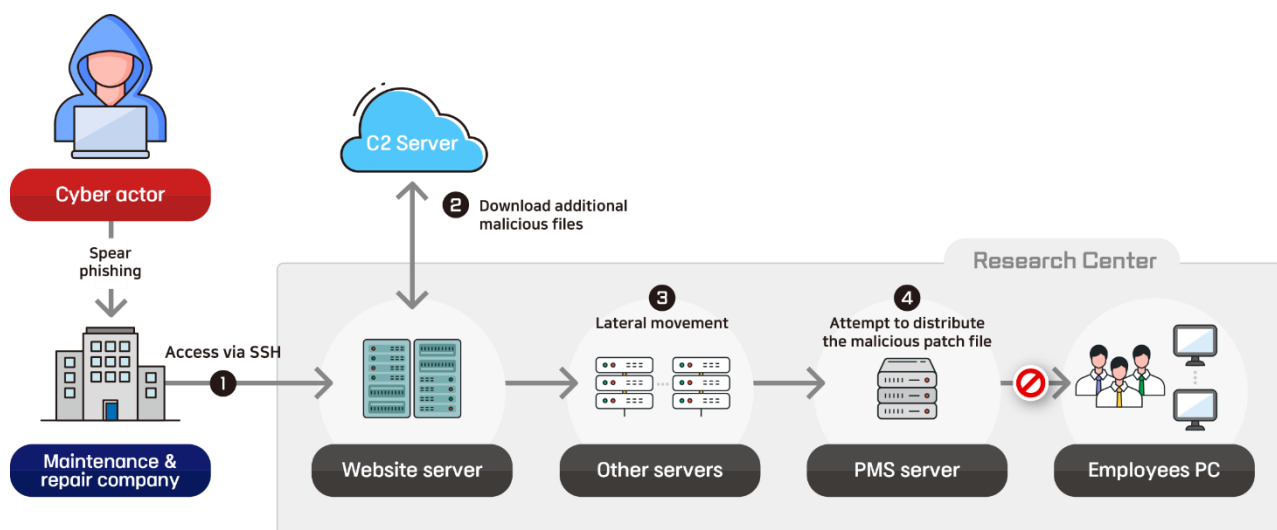 Cyber actor
Spear
phishing
Maintenance &
repair company
Access via SSH
1
C2 Server
2 Download additional
malicious files
Research Center
Website server
3
Lateral movement
Other servers
4
Attempt to distribute
the malicious patch file
PMS server
Employees PC